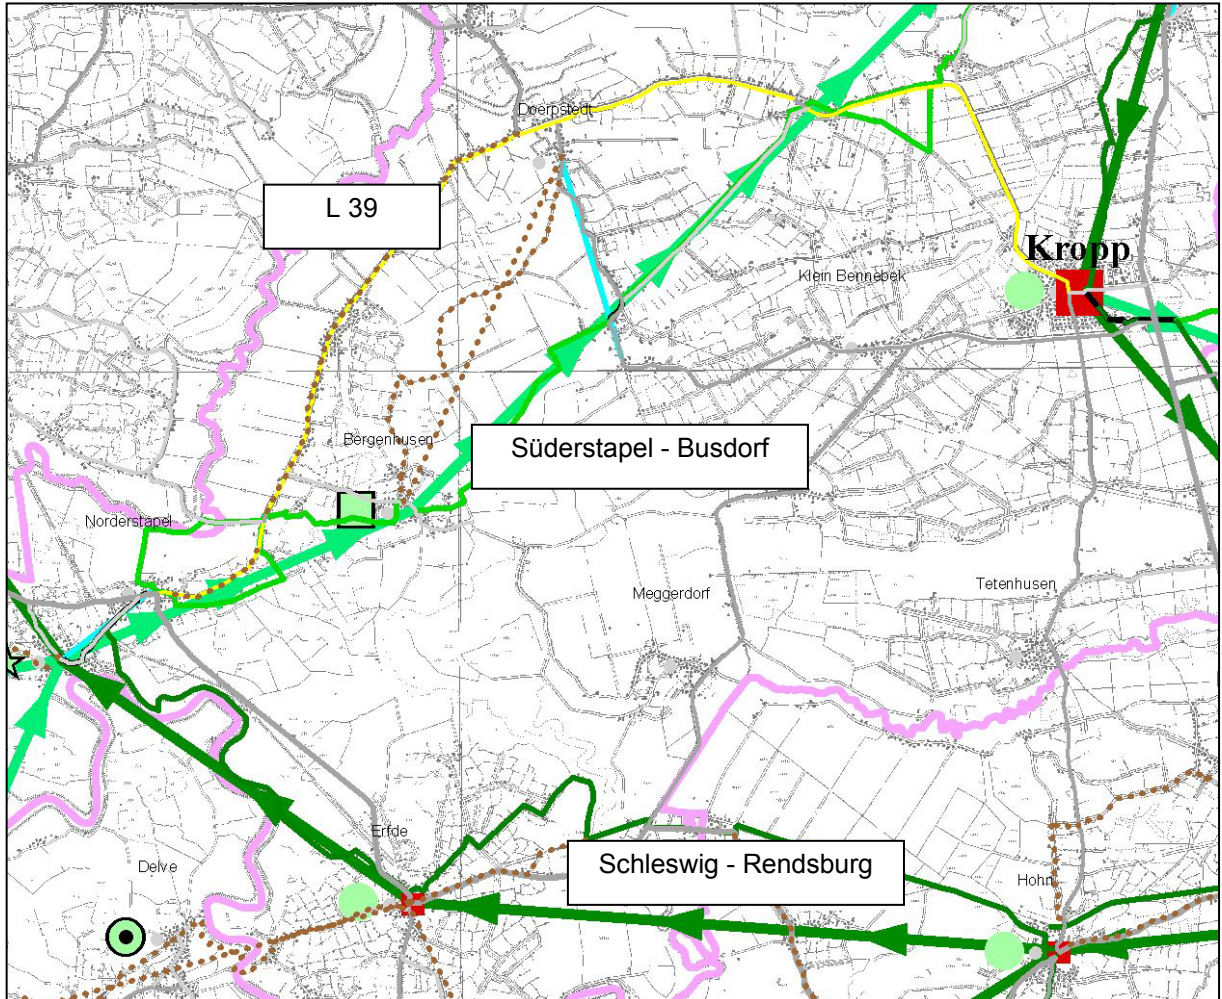 Doerpstedt
L 39
Kropp
Klein Bennebek
Bergenhusen
Süderstapel - Busdorf
Norderstapel
Meggerdorf
Tetenhusen
Erfde
Delve
Schleswig - Rendsburg
Hohn